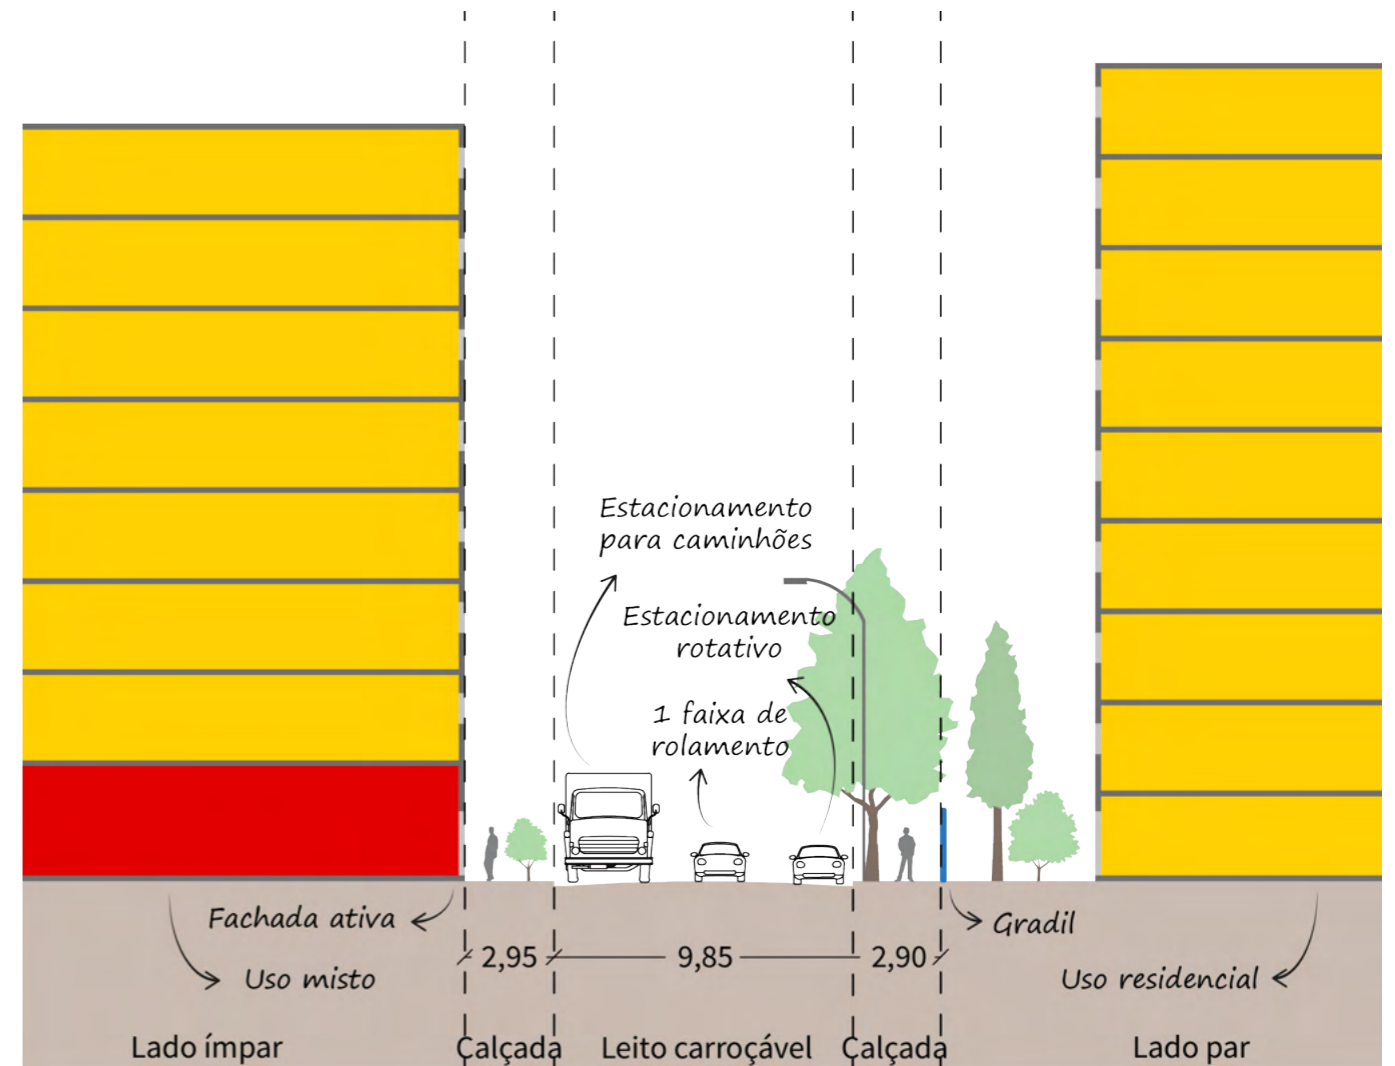 Estacionamento
para caminhões
Estacionamento
rotativo
1 faixa de
rolamento
Fachada ativa
Gradil
2,95
9,85
2,90
Uso misto
Uso residencial
Lado ímpar
Calçada
Leito carroçável
Calçada
Lado par